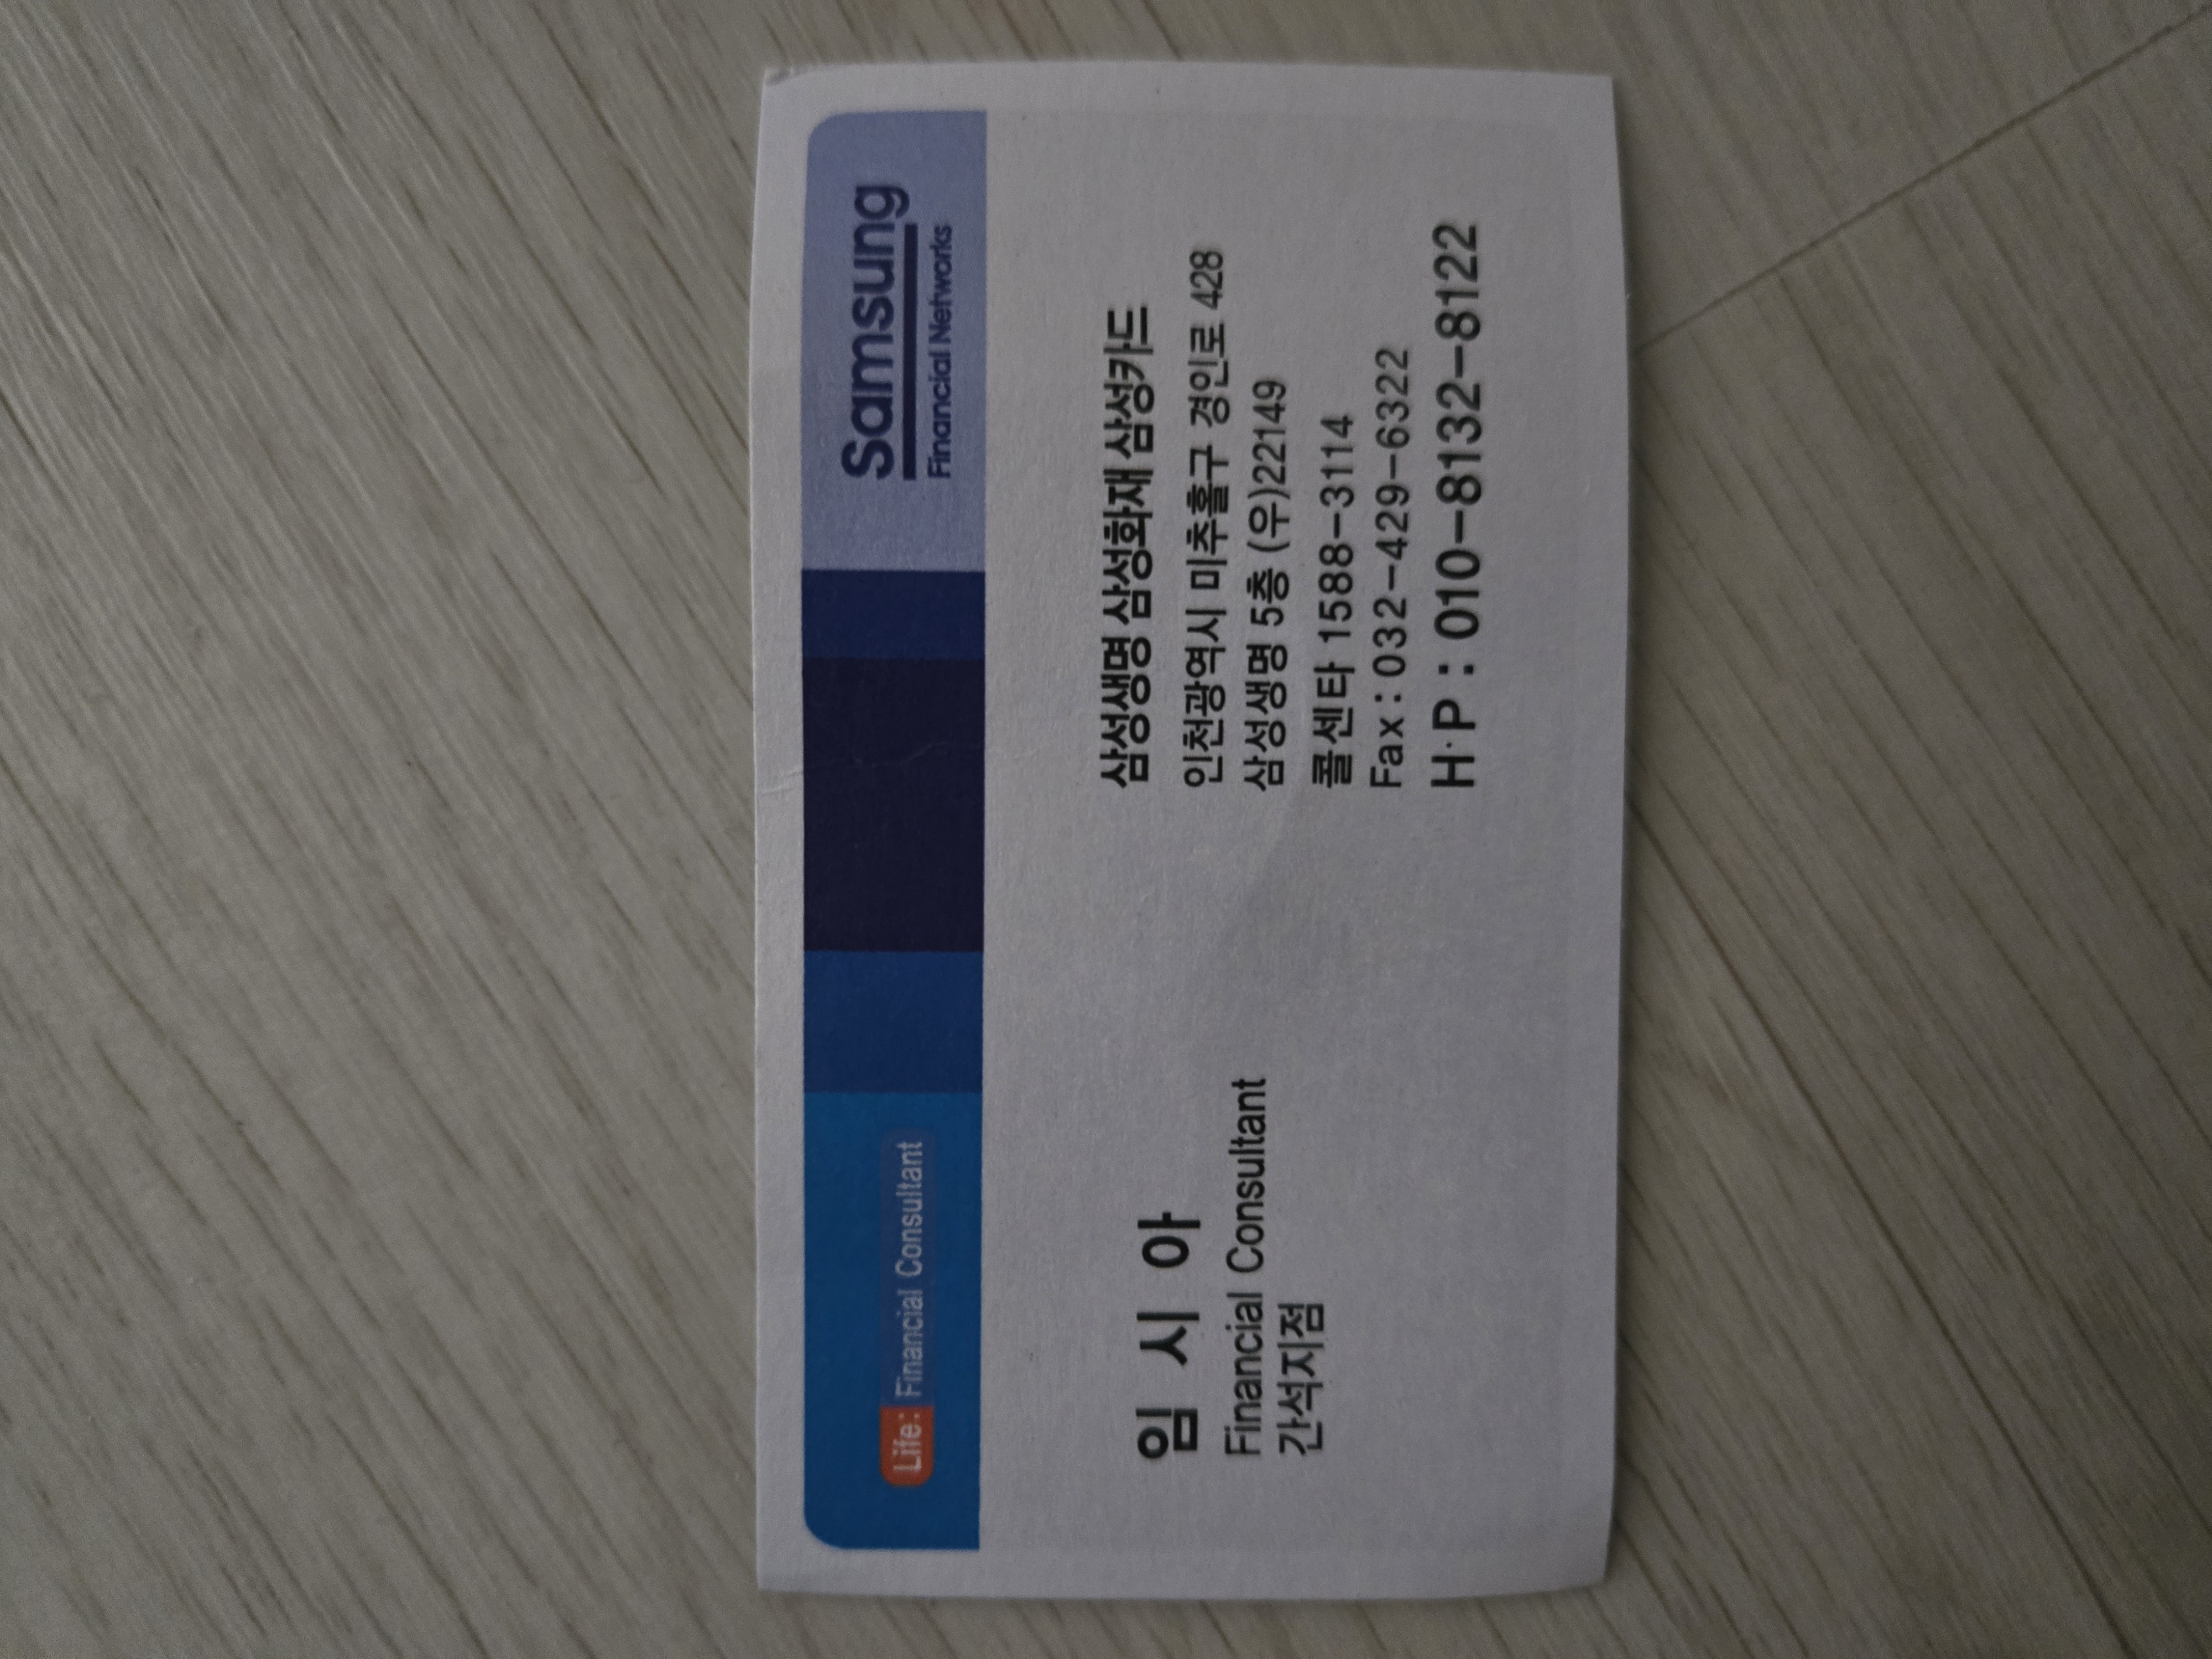 Life: Financial Consultant
Samsung
Financial Networks
임 시 아
Financial Consultant
간석지점
삼성생명 삼성화재 삼성카드
인천광역시 미추홀구 경인로 428
삼성생명 5층 (우)22149
콜센타 1588-3114
Fax : 032-429-6322
H·P : 010-8132-8122